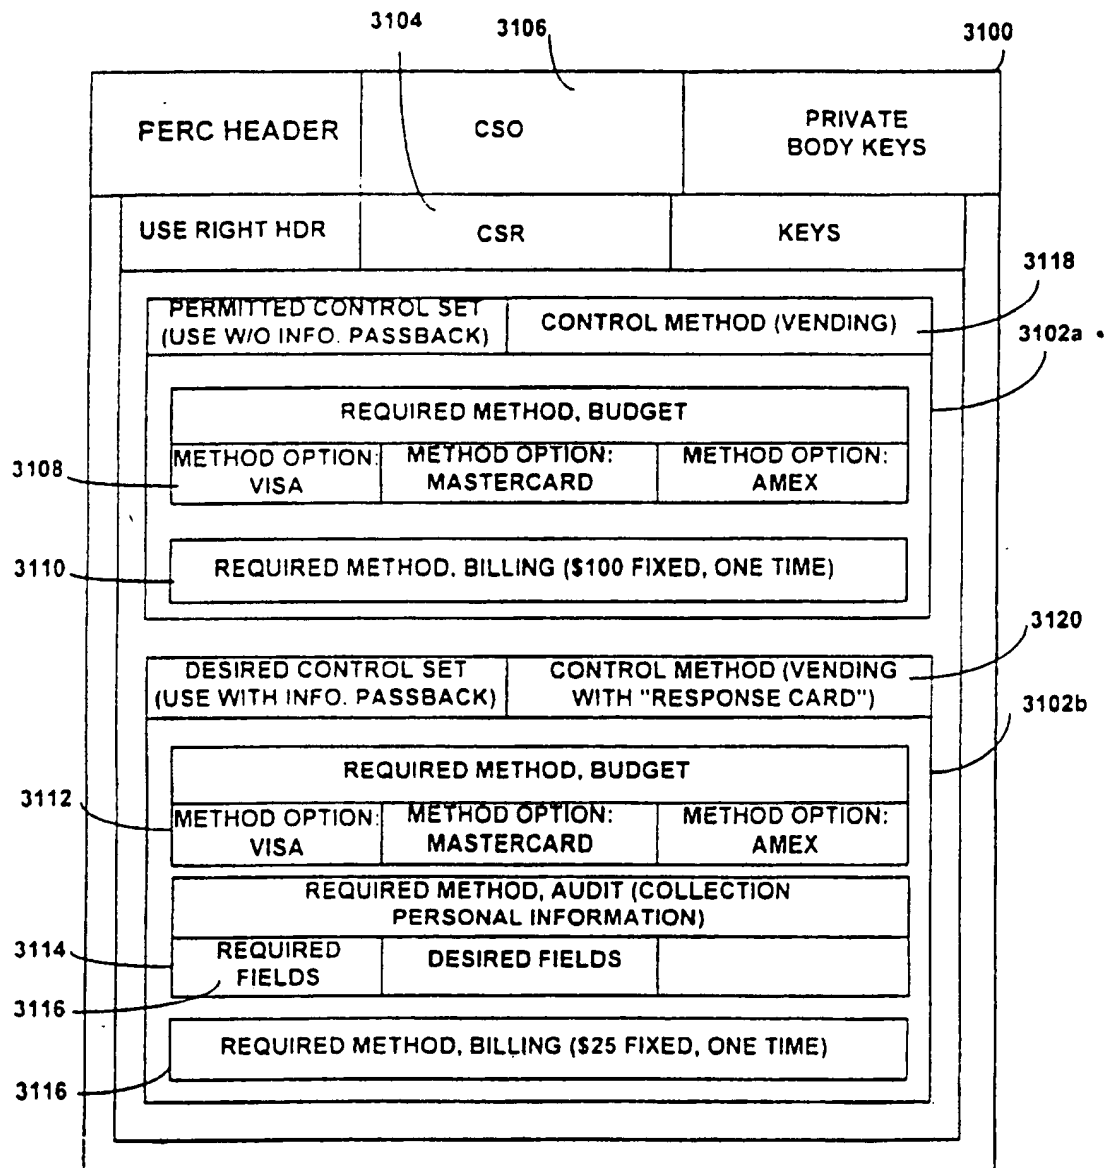 3104
3106
3100
PERC HEADER
CSO
PRIVATE
BODY KEYS
USE RIGHT HDR
CSR
KEYS
3118
PERMITTED CONTROL SET
(USE W/O INFO. PASSBACK)
CONTROL METHOD (VENDING)
3102a
REQUIRED METHOD, BUDGET
3108
METHOD OPTION:
VISA
METHOD OPTION:
MASTERCARD
METHOD OPTION:
AMEX
3110
REQUIRED METHOD, BILLING ($100 FIXED, ONE TIME)
3120
DESIRED CONTROL SET
(USE WITH INFO. PASSBACK)
CONTROL METHOD (VENDING
WITH "RESPONSE CARD")
3102b
REQUIRED METHOD, BUDGET
3112
METHOD OPTION:
VISA
METHOD OPTION:
MASTERCARD
METHOD OPTION:
AMEX
REQUIRED METHOD, AUDIT (COLLECTION
PERSONAL INFORMATION)
3114
REQUIRED
FIELDS
DESIRED FIELDS
3116
REQUIRED METHOD, BILLING ($25 FIXED, ONE TIME)
3116